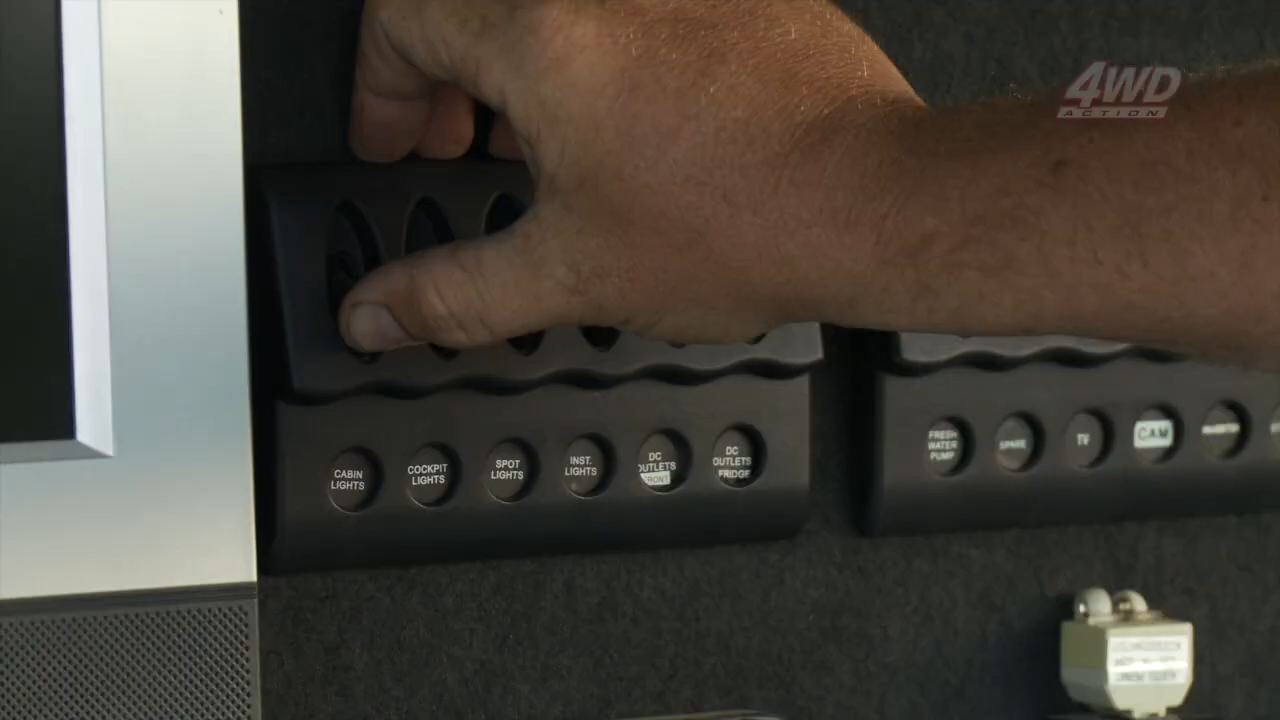 4WD
ACTION
CABIN
LIGHTS
COCKPIT
LIGHTS
SPOT
LIGHTS
INST.
LIGHTS
DC
OUTLETS
FRONT
DC
OUTLETS
FRIDGE
FRESH
WATER
PUMP
SPARE
TV
CAM